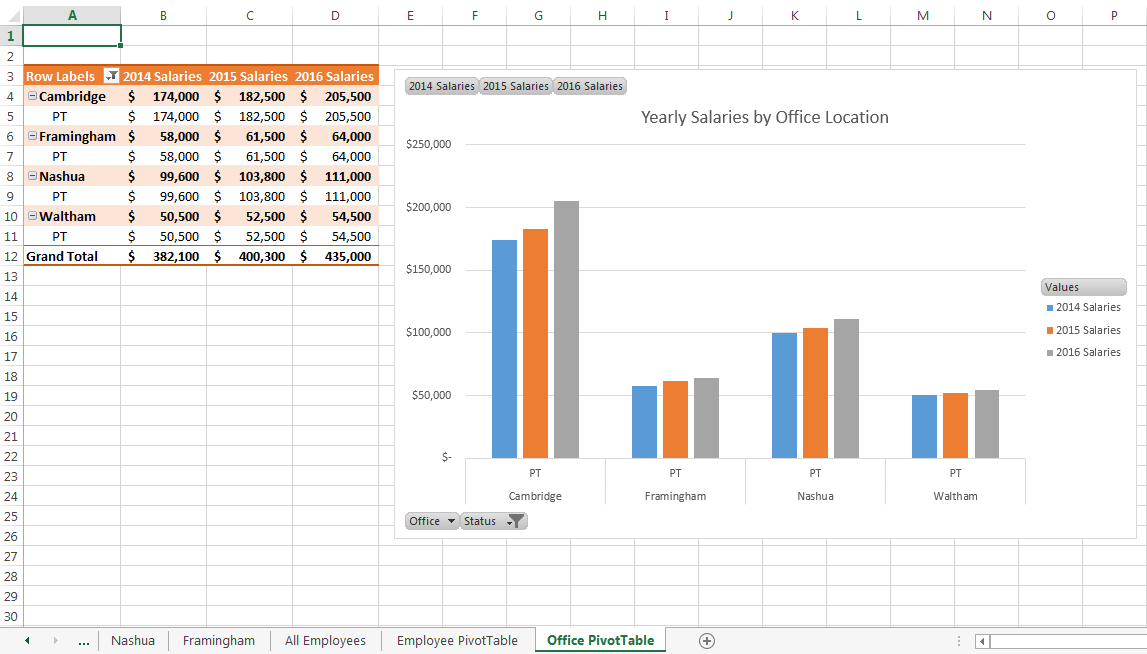 A B C D E F G H I J K L M N O P
1
2
3 Row Labels 2014 Salaries 2015 Salaries 2016 Salaries
4 Cambridge $ 174,000 $ 182,500 $ 205,500
5 PT $ 174,000 $ 182,500 $ 205,500
6 Framingham $ 58,000 $ 61,500 $ 64,000
7 PT $ 58,000 $ 61,500 $ 64,000
8 Nashua $ 99,600 $ 103,800 $ 111,000
9 PT $ 99,600 $ 103,800 $ 111,000
10 Waltham $ 50,500 $ 52,500 $ 54,500
11 PT $ 50,500 $ 52,500 $ 54,500
12 Grand Total $ 382,100 $ 400,300 $ 435,000
13
14
15
16
17
18
19
20
21
22
23
24
25
26
27
28
29
30
2014 Salaries 2015 Salaries 2016 Salaries
Yearly Salaries by Office Location
$250,000
$200,000
$150,000
$100,000
$50,000
$-
PT PT PT PT
Cambridge Framingham Nashua Waltham
Values
2014 Salaries
2015 Salaries
2016 Salaries
Office Status
... Nashua Framingham All Employees Employee PivotTable Office PivotTable